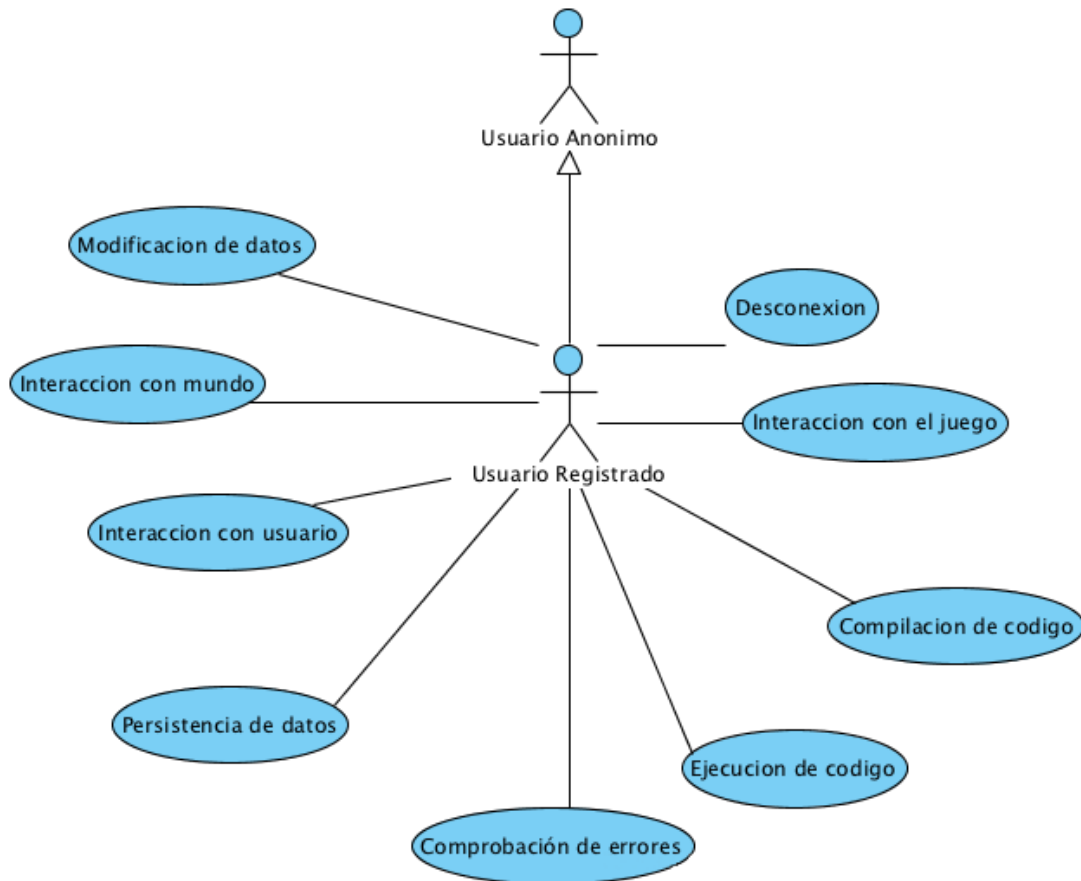 Usuario Anonimo
Modificacion de datos
Desconexion
Interaccion con mundo
Interaccion con el juego
Usuario Registrado
Interaccion con usuario
Compilacion de codigo
Persistencia de datos
Ejecucion de codigo
Comprobación de errores